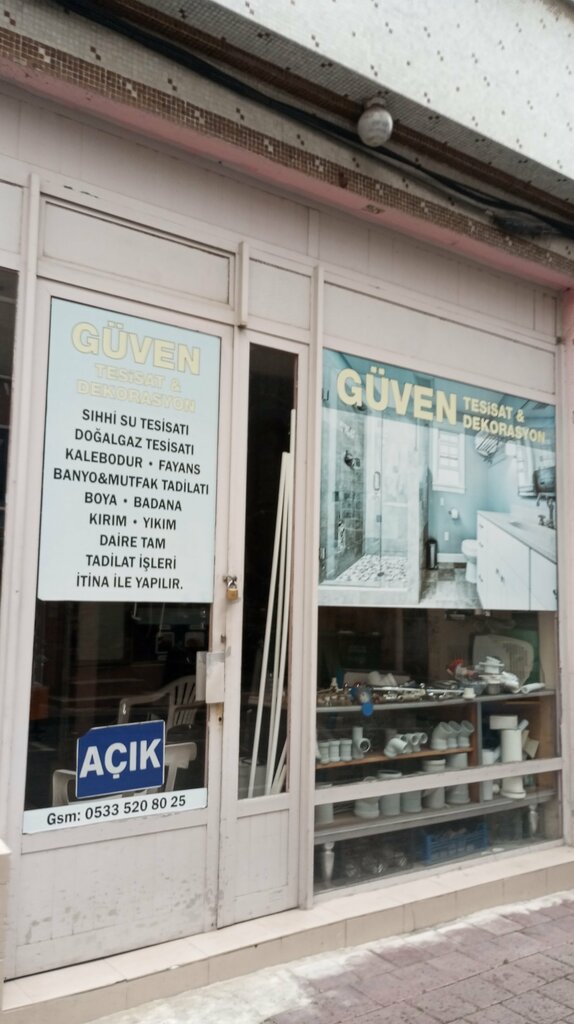 GÜVEN
TESİSAT &
DEKORASYON
SIHHİ SU TESİSATI
DOĞALGAZ TESİSATI
KALEBODUR • FAYANS
BANYO&MUTFAK TADİLATI
BOYA • BADANA
KIRIM • YIKIM
DAİRE TAM
TADİLAT İŞLERİ
İTİNA İLE YAPILIR.
AÇIK
Gsm: 0533 520 80 25
GÜVEN TESİSAT &
DEKORASYON